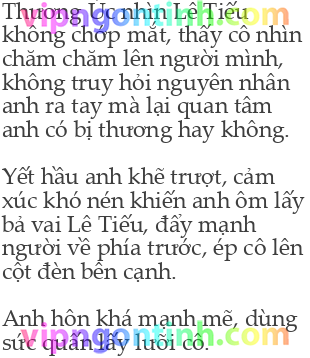 Thương Úc nhìn Lê Tiếu
không chớp mắt, thấy cô nhìn
chăm chăm lên người mình,
không truy hỏi nguyên nhân
anh ra tay mà lại quan tâm
anh có bị thương hay không.
Yết hầu anh khẽ trượt, cảm
xúc khó nén khiến anh ôm lấy
bả vai Lê Tiếu, đẩy mạnh
người về phía trước, ép cô lên
cột đèn bên cạnh.
Anh hôn khá mạnh mẽ, dùng
sức quấn lấy lưỡi cô.
vipngontinh.com
vipngontinh.com